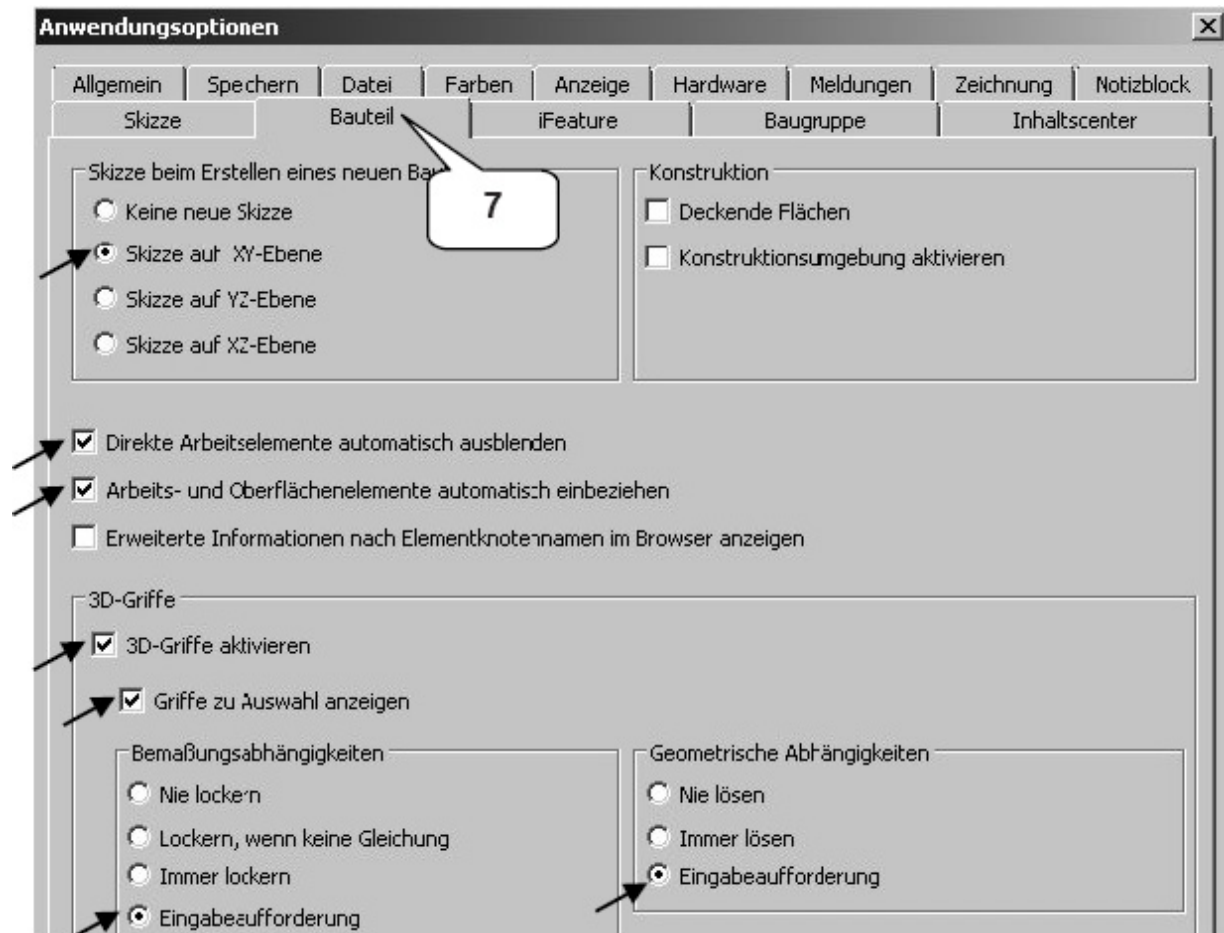 Anwendungsoptionen
Allgemein Speichern Datei Farben Anzeige Hardware Meldungen Zeichnung Notizblock
Skizze Bauteil iFeature Baugruppe Inhaltscenter
7
Skizze beim Erstellen eines neuen
Keine neue Skizze
Skizze auf XY-Ebene
Skizze auf YZ-Ebene
Skizze auf XZ-Ebene
Konstruktion
Deckende Flächen
Konstruktionsumgebung aktivieren
Direkte Arbeitselemente automatisch ausblenden
Arbeits- und Oberflächenelemente automatisch einbeziehen
Erweiterte Informationen nach Elementknotennamen im Browser anzeigen
3D-Griffe
3D-Griffe aktivieren
Griffe zu Auswahl anzeigen
Bemaßungsabhängigkeiten
Nie lockern
Lockern, wenn keine Gleichung
Immer lockern
Eingabeaufforderung
Geometrische Abhängigkeiten
Nie lösen
Immer lösen
Eingabeaufforderung